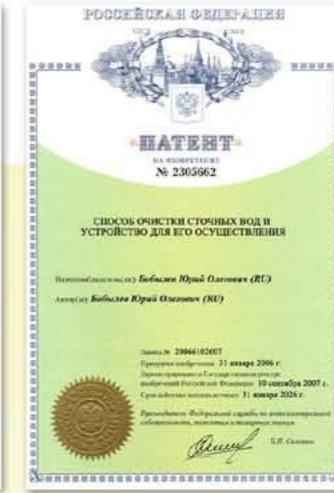 РОССИЙСКАЯ ФЕДЕРАЦИЯ
ПАТЕНТ
НА ИЗОБРЕТЕНИЕ
№ 2305662
СПОСОБ ОЧИСТКИ СТОЧНЫХ ВОД И
УСТРОЙСТВО ДЛЯ ЕГО ОСУЩЕСТВЛЕНИЯ
Патентообладатель(ли): Бобылев Юрий Олегович (RU)
Автор(ы): Бобылев Юрий Олегович (RU)
Заявка № 2006102607
Приоритет изобретения 31 января 2006 г.
Зарегистрировано в Государственном реестре
изобретений Российской Федерации 10 сентября 2007 г.
Срок действия патента истекает 31 января 2026 г.
Руководитель Федеральной службы по интеллектуальной
собственности, патентам и товарным знакам
Б.П. Симонов